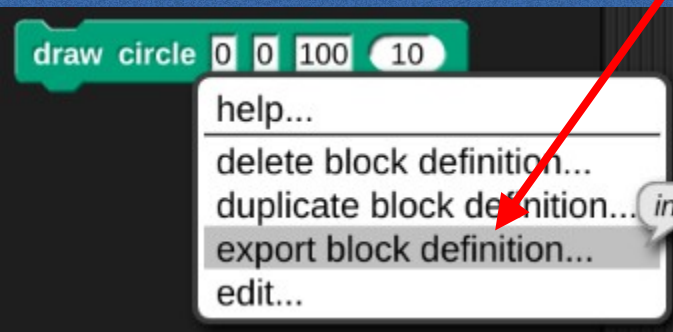 draw circle 0 0 100 10
help...
delete block definition...
duplicate block definition...
export block definition...
edit...